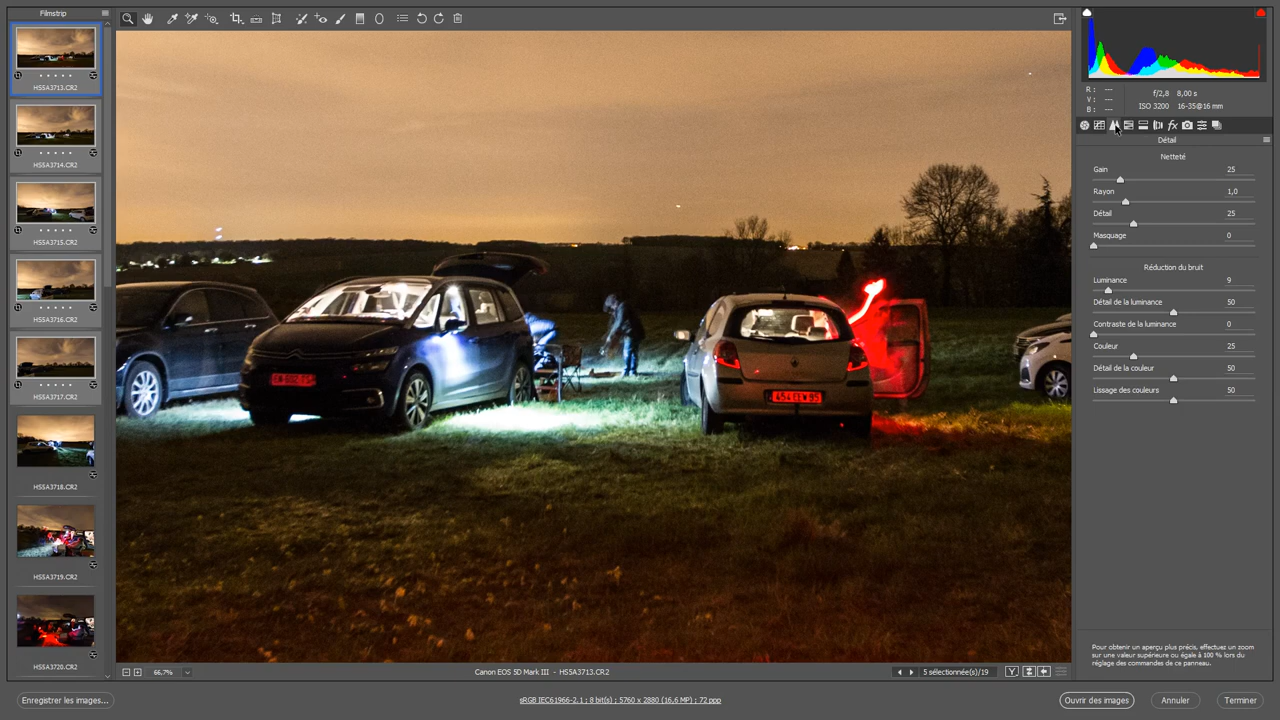 Filmstrip
HS5A3713.CR2
HS5A3714.CR2
HS5A3715.CR2
HS5A3716.CR2
HS5A3717.CR2
HS5A3718.CR2
HS5A3719.CR2
HS5A3720.CR2
66,7%
Canon EOS 5D Mark III - HS5A3713.CR2
5 sélectionnée(s)/19
Enregistrer les images...
sRGB IEC61966-2.1 ; 8 bit(s) ; 5760 x 2880 (16,6 MP) ; 72 ppp
R : ---
V : ---
B : ---
f/2,8 8,00 s
ISO 3200 16-35@16 mm
Détail
Netteté
Gain 25
Rayon 1,0
Détail 25
Masquage 0
Réduction du bruit
Luminance 9
Détail de la luminance 50
Contraste de la luminance 0
Couleur 25
Détail de la couleur 50
Lissage des couleurs 50
Pour obtenir un aperçu plus précis, effectuez un zoom
sur une valeur supérieure ou égale à 100 % lors du
réglage des commandes de ce panneau.
Ouvrir des images
Annuler
Terminer